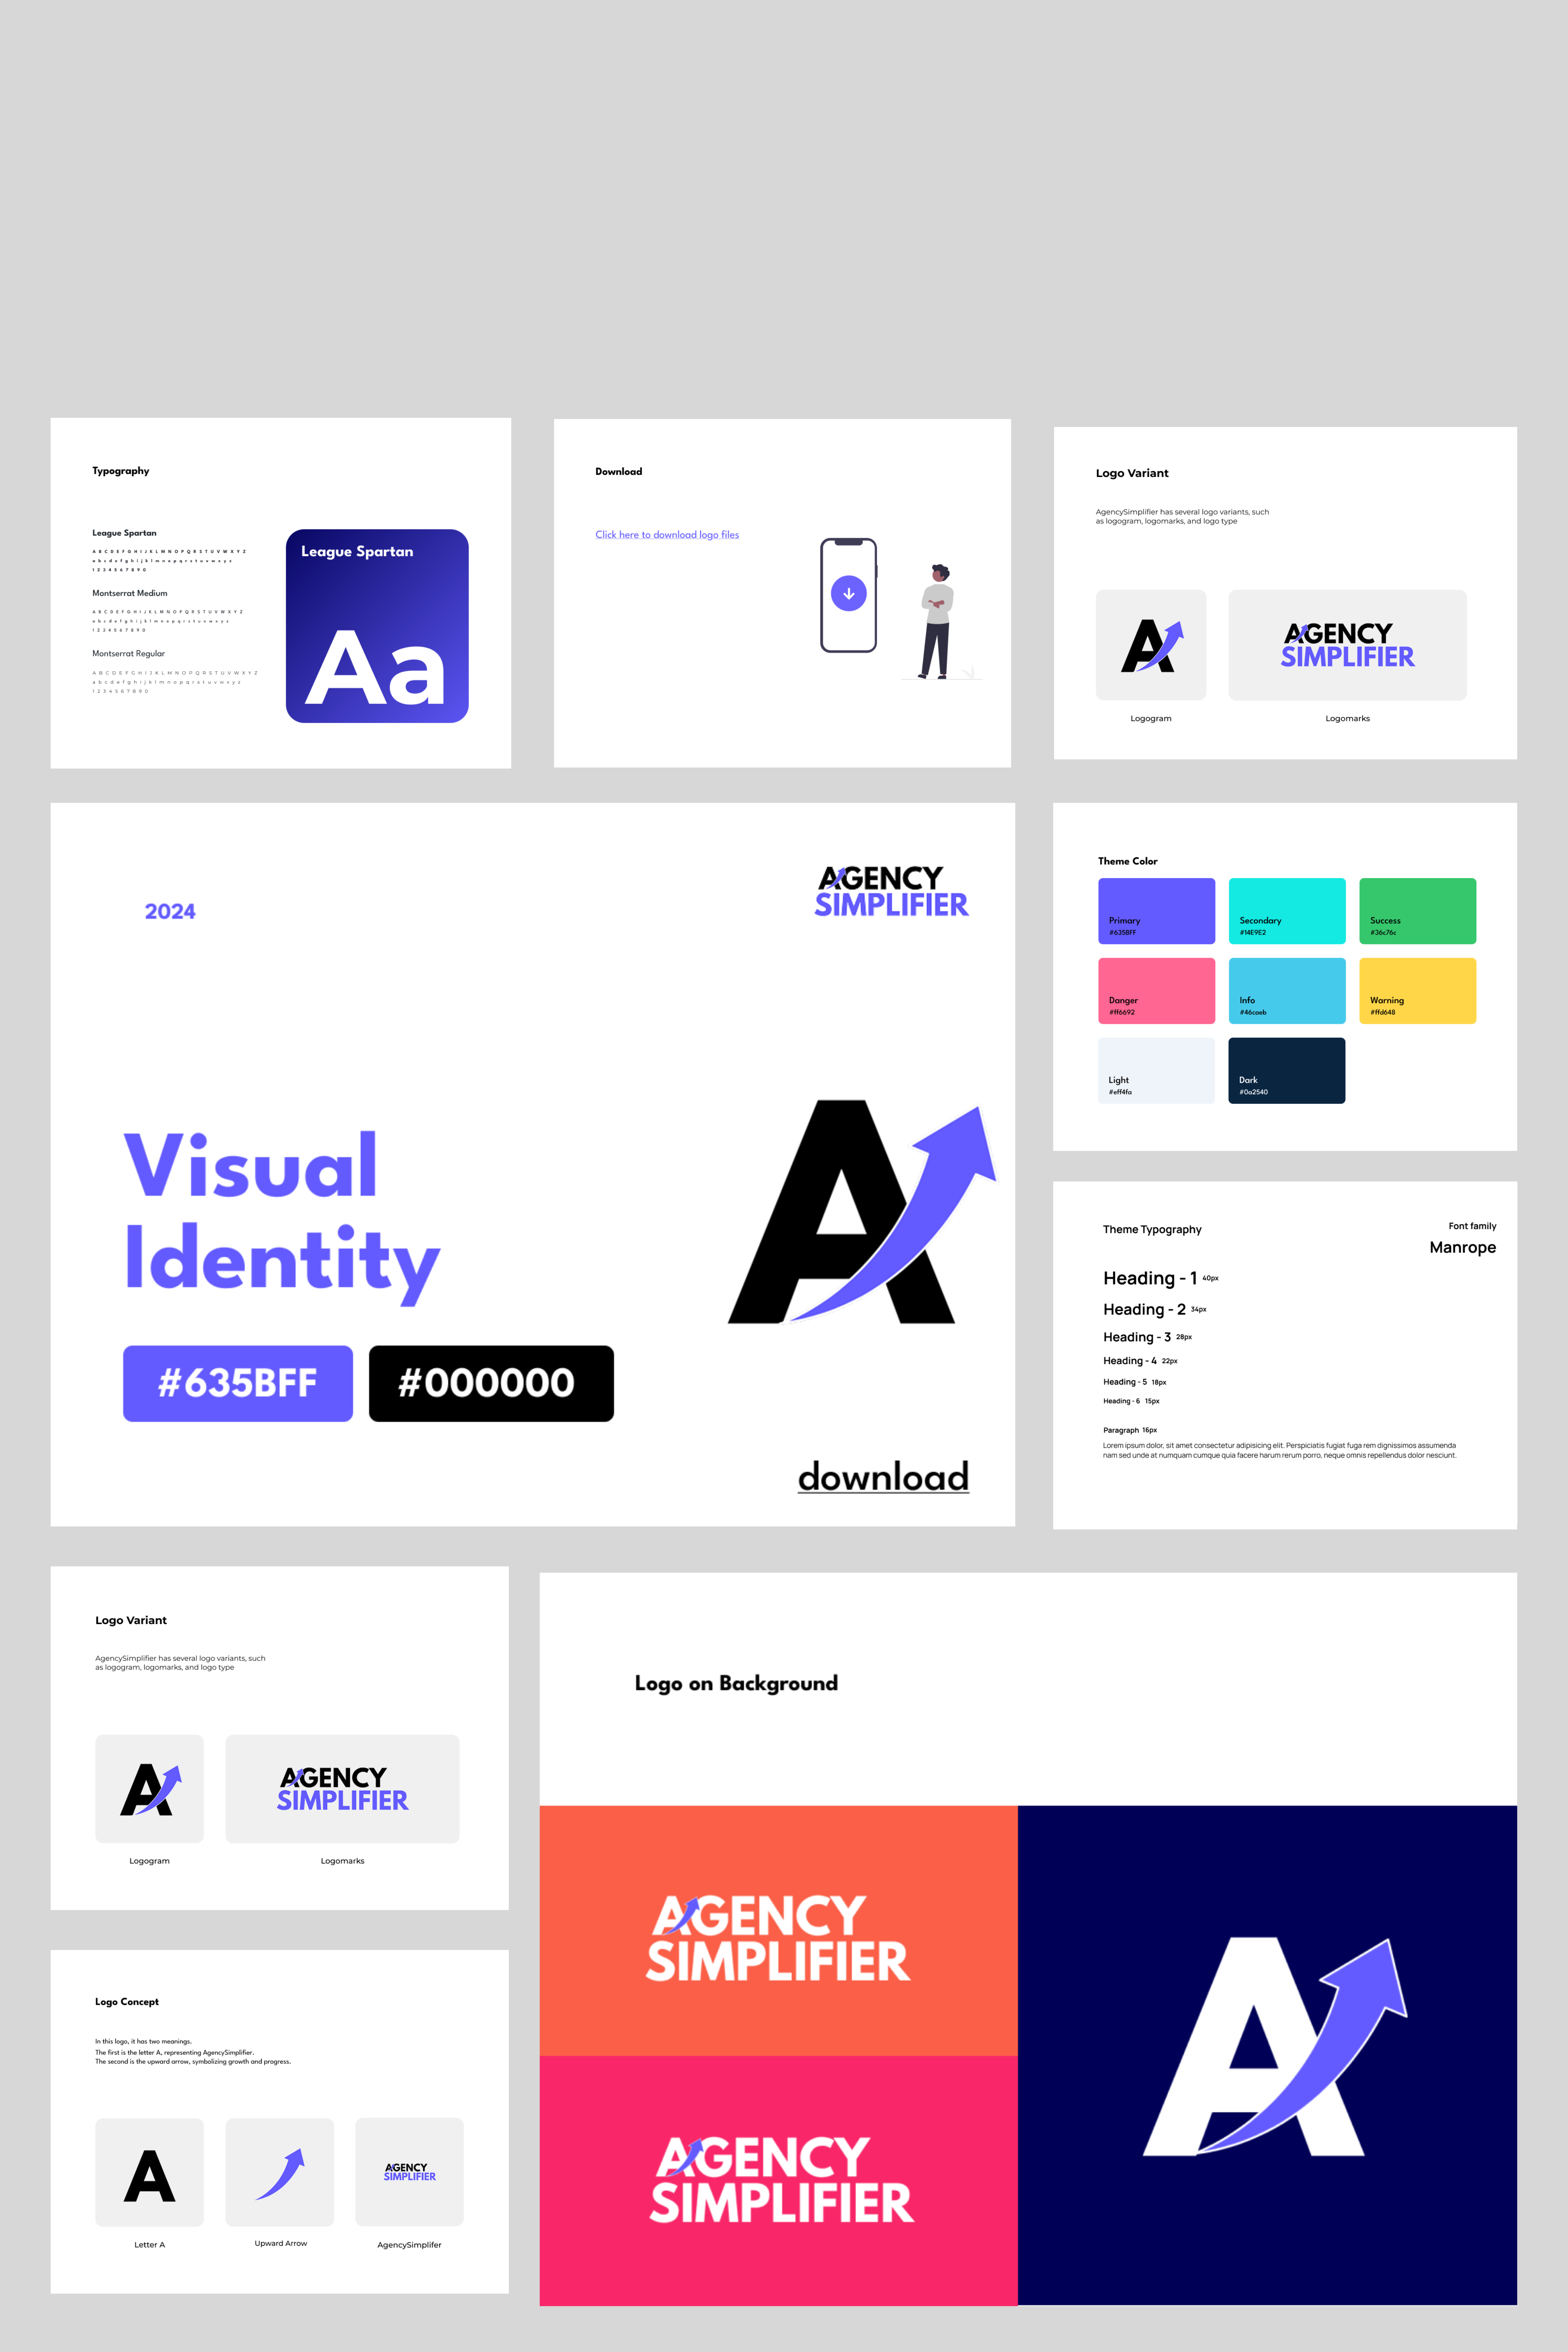 Typography
League Spartan
A B C D E F G H I J K L M N O P Q R S T U V W X Y Z
a b c d e f g h i j k l m n o p q r s t u v w x y z
1 2 3 4 5 6 7 8 9 0
Montserrat Medium
A B C D E F G H I J K L M N O P Q R S T U V W X Y Z
a b c d e f g h i j k l m n o p q r s t u v w x y z
1 2 3 4 5 6 7 8 9 0
Montserrat Regular
A B C D E F G H I J K L M N O P Q R S T U V W X Y Z
a b c d e f g h i j k l m n o p q r s t u v w x y z
1 2 3 4 5 6 7 8 9 0
League Spartan
Aa
Download
Click here to download logo files
Logo Variant
AgencySimplifier has several logo variants, such
as logogram, logomarks, and logo type
A
AGENCY
SIMPLIFIER
Logogram
Logomarks
2024
AGENCY
SIMPLIFIER
Visual
Identity
A
#635BFF
#000000
download
Theme Color
Primary
#635BFF
Secondary
#14E9E2
Success
#36c76c
Danger
#ff6692
Info
#46caeb
Warning
#ffd648
Light
#eff4fa
Dark
#0a2540
Theme Typography
Font family
Manrope
Heading - 1 40px
Heading - 2 34px
Heading - 3 28px
Heading - 4 22px
Heading - 5 18px
Heading - 6 15px
Paragraph 16px
Lorem ipsum dolor, sit amet consectetur adipisicing elit. Perspiciatis fugiat fuga rem dignissimos assumenda
nam sed unde at numquam cumque quia facere harum rerum porro, neque omnis repellendus dolor nesciunt.
Logo Variant
AgencySimplifier has several logo variants, such
as logogram, logomarks, and logo type
A
AGENCY
SIMPLIFIER
Logogram
Logomarks
Logo Concept
In this logo, it has two meanings.
The first is the letter A, representing AgencySimplifier.
The second is the upward arrow, symbolizing growth and progress.
A
AGENCY
SIMPLIFIER
Letter A
Upward Arrow
AgencySimplifer
Logo on Background
AGENCY
SIMPLIFIER
AGENCY
SIMPLIFIER
A